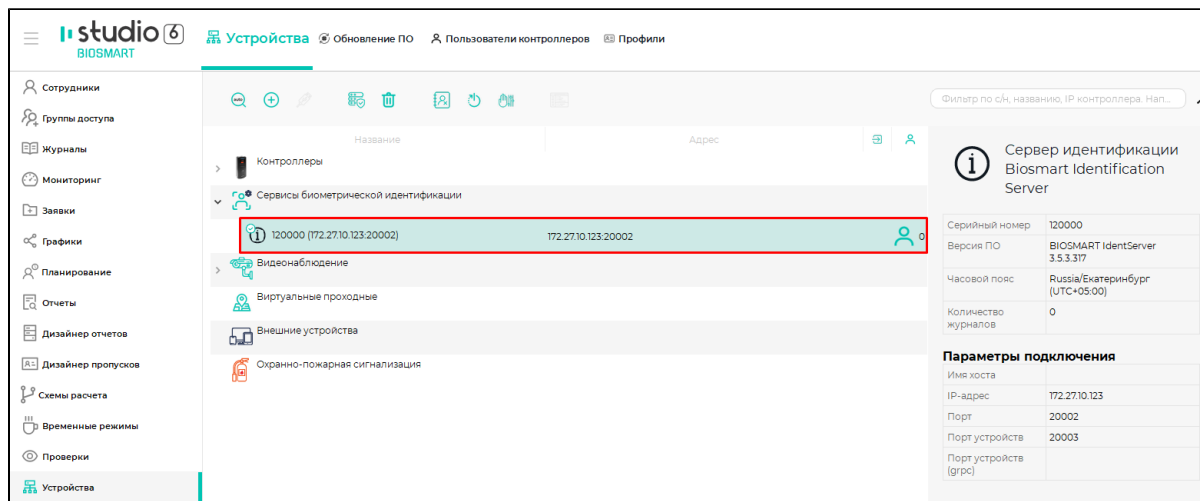 studio 6
BIOSMART
Устройства
Обновление ПО
Пользователи контроллеров
Профили
Сотрудники
Группы доступа
Журналы
Мониторинг
Заявки
Графики
Планирование
Отчеты
Дизайнер отчетов
Дизайнер пропусков
Схемы расчета
Временные режимы
Проверки
Устройства
Фильтр по с/н, названию, IP контроллера. Нап...
Название
Адрес
Контроллеры
Сервисы биометрической идентификации
120000 (172.27.10.123:20002)
172.27.10.123:20002
0
Видеонаблюдение
Виртуальные проходные
Внешние устройства
Охранно-пожарная сигнализация
Сервер идентификации
Biosmart Identification
Server
Серийный номер 120000
Версия ПО BIOSMART IdentServer
3.5.3.317
Часовой пояс Russia/Екатеринбург
(UTC+05:00)
Количество 0
журналов
Параметры подключения
Имя хоста
IP-адрес 172.27.10.123
Порт 20002
Порт устройств 20003
Порт устройств
(grpc)